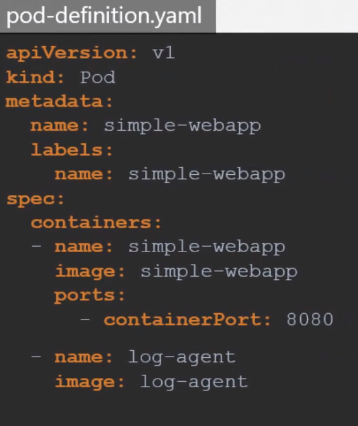 pod-definition.yaml
apiVersion: v1
kind: Pod
metadata:
  name: simple-webapp
  labels:
    name: simple-webapp
spec:
  containers:
  - name: simple-webapp
    image: simple-webapp
    ports:
      - containerPort: 8080
  - name: log-agent
    image: log-agent